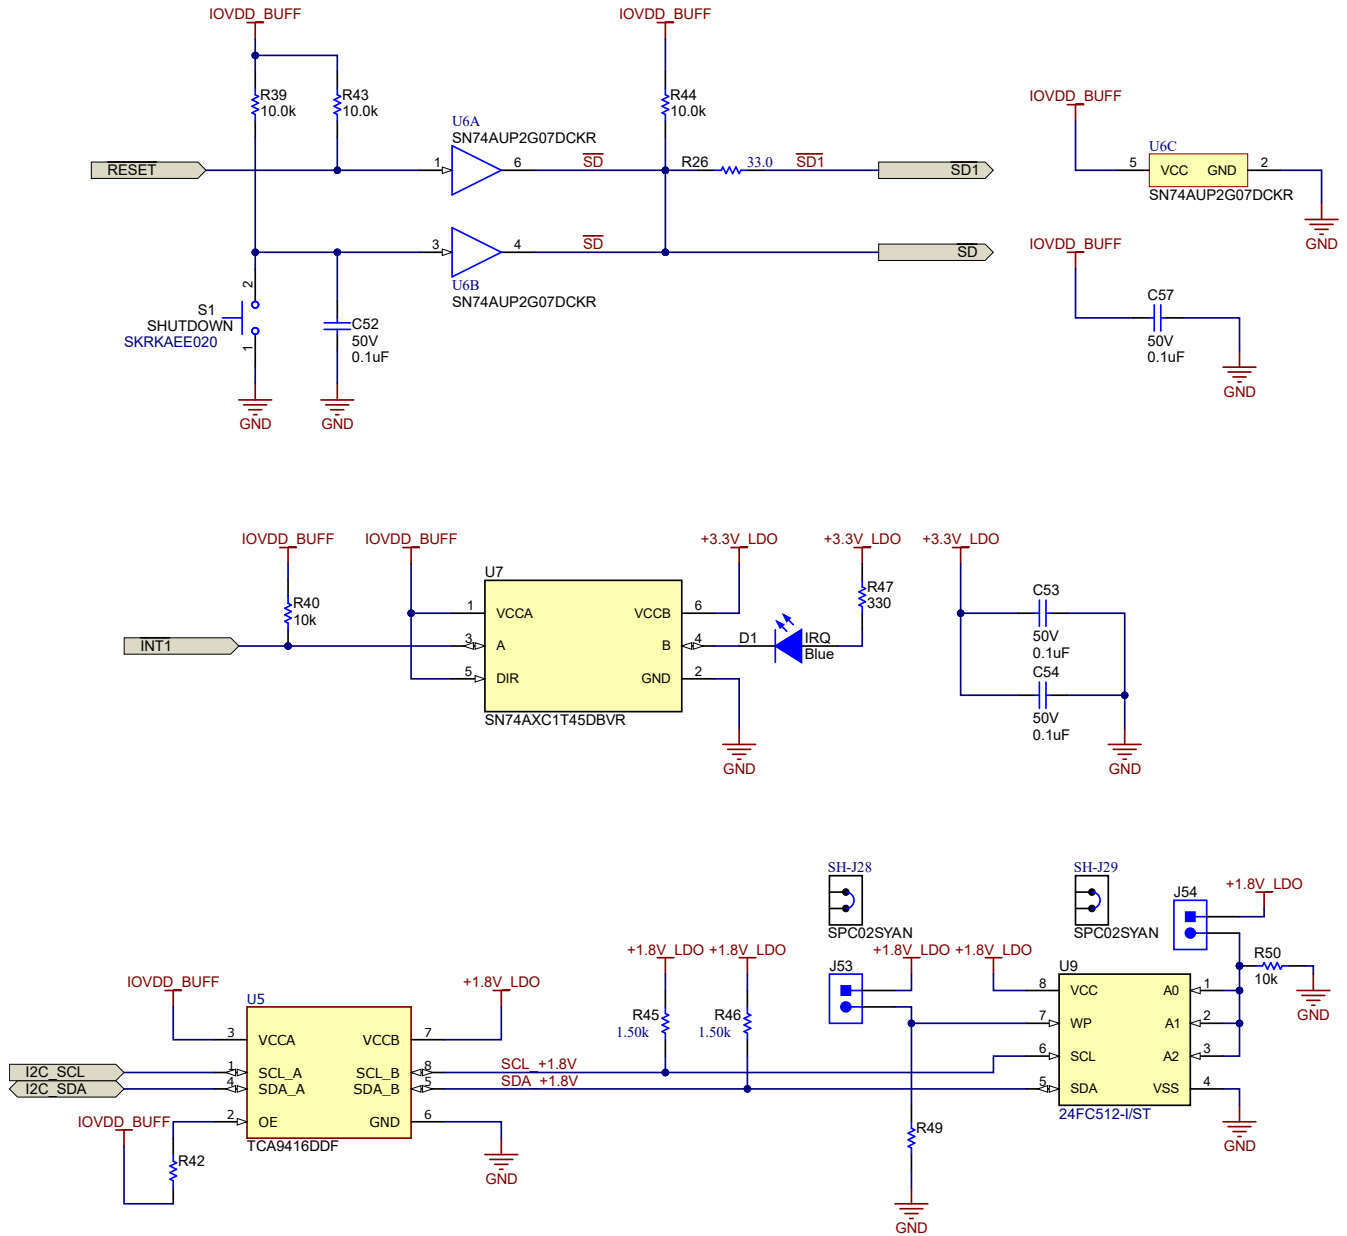 IOVDD_BUFF
IOVDD_BUFF
R39
10.0k
R43
10.0k
R44
10.0k
IOVDD_BUFF
U6A
SN74AUP2G07DCKR
RESET
1
6
SD
R26
33.0
SD1
SD1
U6C
5
VCC
GND
2
SN74AUP2G07DCKR
GND
3
4
SD
SD
U6B
SN74AUP2G07DCKR
IOVDD_BUFF
2
S1
SHUTDOWN
SKRKAEE020
1
C52
50V
0.1uF
C57
50V
0.1uF
GND
GND
GND
IOVDD_BUFF
IOVDD_BUFF
+3.3V_LDO
+3.3V_LDO
+3.3V_LDO
U7
R40
10k
R47
330
1
VCCA
VCCB
6
INT1
3
A
B
4
D1
IRQ
Blue
5
DIR
GND
2
SN74AXC1T45DBVR
GND
C53
50V
0.1uF
C54
50V
0.1uF
GND
SH-J28
SPC02SYAN
SH-J29
SPC02SYAN
J54
+1.8V_LDO
+1.8V_LDO
+1.8V_LDO
+1.8V_LDO
+1.8V_LDO
J53
U9
R50
10k
GND
IOVDD_BUFF
+1.8V_LDO
U5
R45
1.50k
R46
1.50k
8
VCC
A0
1
7
WP
A1
2
6
SCL
A2
3
5
SDA
VSS
4
24FC512-I/ST
GND
3
VCCA
VCCB
7
I2C_SCL
1
SCL_A
SCL_B
8
SCL_+1.8V
I2C_SDA
4
SDA_A
SDA_B
5
SDA_+1.8V
IOVDD_BUFF
2
OE
GND
6
TCA9416DDF
R42
GND
R49
GND